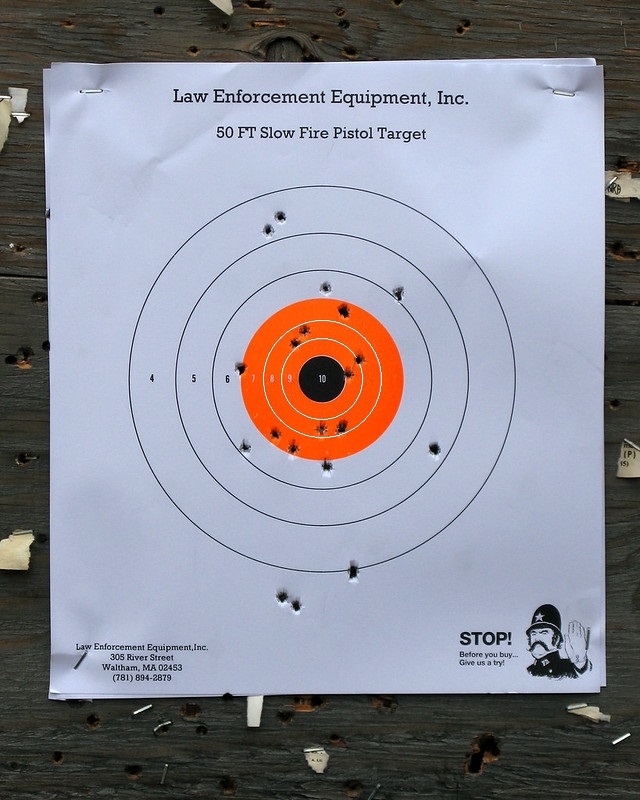 Law Enforcement Equipment, Inc.
50 FT Slow Fire Pistol Target
4 5 6 7 8 9 10
STOP!
Before you buy...
Give us a try!
Law Enforcement Equipment,Inc.
305 River Street
Waltham, MA 02453
(781) 894-2879
(P)
(5)